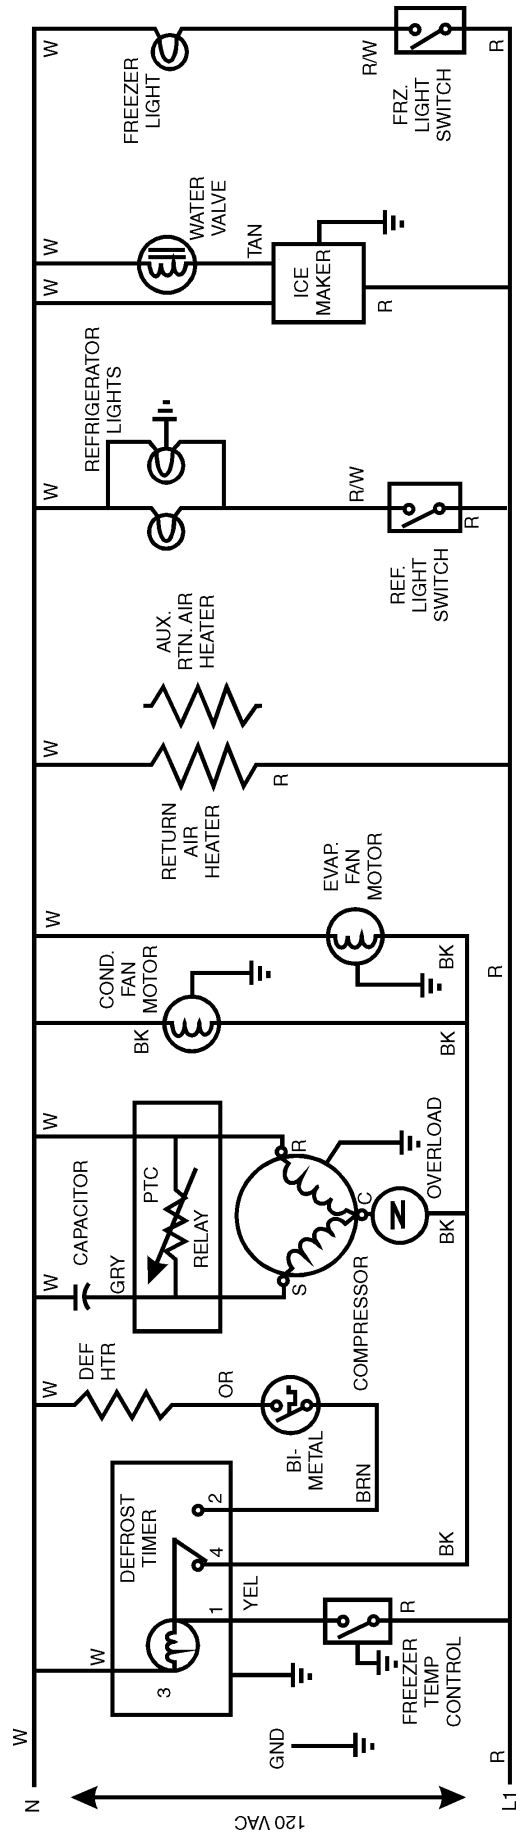 120 VAC
N
L1
W
R
GND
DEFROST
TIMER
W
3
1
4
2
YEL
BK
BRN
FREEZER
TEMP
CONTROL
R
W
DEF
HTR
OR
BI-
METAL
W
CAPACITOR
GRY
W
PTC
RELAY
S
R
C
COMPRESSOR
OVERLOAD
BK
COND.
FAN
MOTOR
BK
BK
W
EVAP.
FAN
MOTOR
BK
R
W
RETURN
AIR
HEATER
AUX.
RTN. AIR
HEATER
R
W
REFRIGERATOR
LIGHTS
R/W
REF.
LIGHT
SWITCH
R
W
W
WATER
VALVE
TAN
ICE
MAKER
R
W
FREEZER
LIGHT
R/W
FRZ.
LIGHT
SWITCH
R